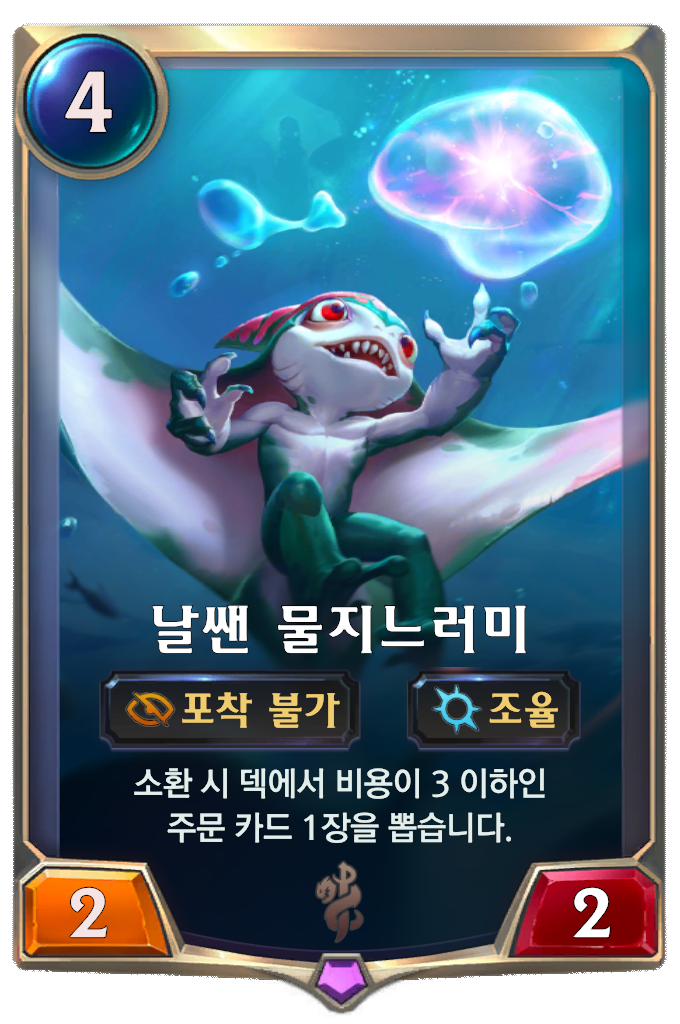 4
날쌘 물지느러미
포착 불가 조율
소환 시 덱에서 비용이 3 이하인
주문 카드 1장을 뽑습니다.
2 2